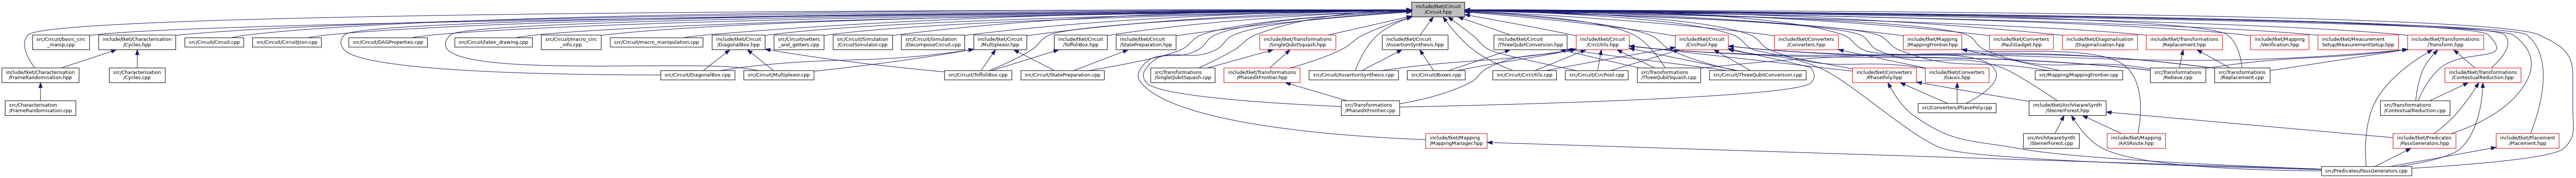 include/tket/Circuit
/Circuit.hpp
src/Circuit/basic_circ
_manip.cpp
include/tket/Characterisation
/Cycles.hpp
src/Circuit/Circuit.cpp
src/Circuit/CircuitJson.cpp
src/Circuit/DAGProperties.cpp
src/Circuit/latex_drawing.cpp
src/Circuit/macro_circ
_info.cpp
src/Circuit/macro_manipulation.cpp
include/tket/Circuit
/DiagonalBox.hpp
src/Circuit/setters
_and_getters.cpp
src/Circuit/Simulation
/CircuitSimulator.cpp
src/Circuit/Simulation
/DecomposeCircuit.cpp
include/tket/Circuit
/Multiplexor.hpp
include/tket/Circuit
/ToffoliBox.hpp
include/tket/Circuit
/StatePreparation.hpp
include/tket/Transformations
/SingleQubitSquash.hpp
include/tket/Circuit
/AssertionSynthesis.hpp
include/tket/Circuit
/ThreeQubitConversion.hpp
include/tket/Circuit
/CircUtils.hpp
include/tket/Circuit
/CircPool.hpp
include/tket/Converters
/Converters.hpp
include/tket/Mapping
/MappingFrontier.hpp
include/tket/Converters
/PauliGadget.hpp
include/tket/Diagonalisation
/Diagonalisation.hpp
include/tket/Transformations
/Replacement.hpp
include/tket/Mapping
/Verification.hpp
include/tket/Measurement
Setup/MeasurementSetup.hpp
include/tket/Transformations
/Transform.hpp
include/tket/Characterisation
/FrameRandomisation.hpp
src/Characterisation
/Cycles.cpp
src/Circuit/DiagonalBox.cpp
src/Circuit/Multiplexor.cpp
src/Circuit/ToffoliBox.cpp
src/Circuit/StatePreparation.cpp
src/Transformations
/SingleQubitSquash.cpp
include/tket/Transformations
/PhasedXFrontier.hpp
src/Circuit/AssertionSynthesis.cpp
src/Circuit/Boxes.cpp
src/Circuit/CircUtils.cpp
src/Circuit/CircPool.cpp
src/Transformations
/ThreeQubitSquash.cpp
src/Circuit/ThreeQubitConversion.cpp
include/tket/Converters
/PhasePoly.hpp
include/tket/Converters
/Gauss.hpp
src/Mapping/MappingFrontier.cpp
src/Transformations
/Rebase.cpp
src/Transformations
/Replacement.cpp
include/tket/Transformations
/ContextualReduction.hpp
src/Characterisation
/FrameRandomisation.cpp
src/Transformations
/PhasedXFrontier.cpp
src/Converters/PhasePoly.cpp
include/tket/ArchAwareSynth
/SteinerForest.hpp
src/Transformations
/ContextualReduction.cpp
include/tket/Mapping
/MappingManager.hpp
src/ArchAwareSynth
/SteinerForest.cpp
include/tket/Mapping
/AASRoute.hpp
include/tket/Predicates
/PassGenerators.hpp
include/tket/Placement
/Placement.hpp
src/Predicates/PassGenerators.cpp